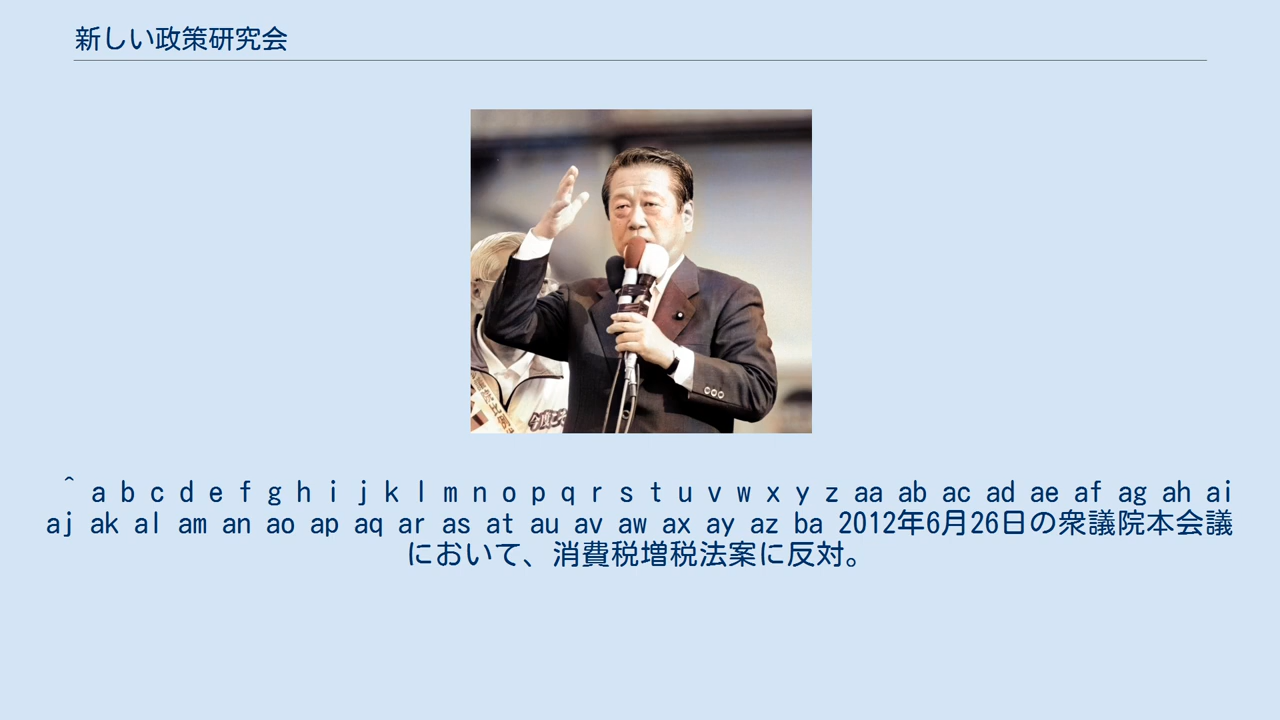 新しい政策研究会
^ a b c d e f g h i j k l m n o p q r s t u v w x y z aa ab ac ad ae af ag ah ai
aj ak al am an ao ap aq ar as at au av aw ax ay az ba 2012年6月26日の衆議院本会議
において、消費税増税法案に反対。